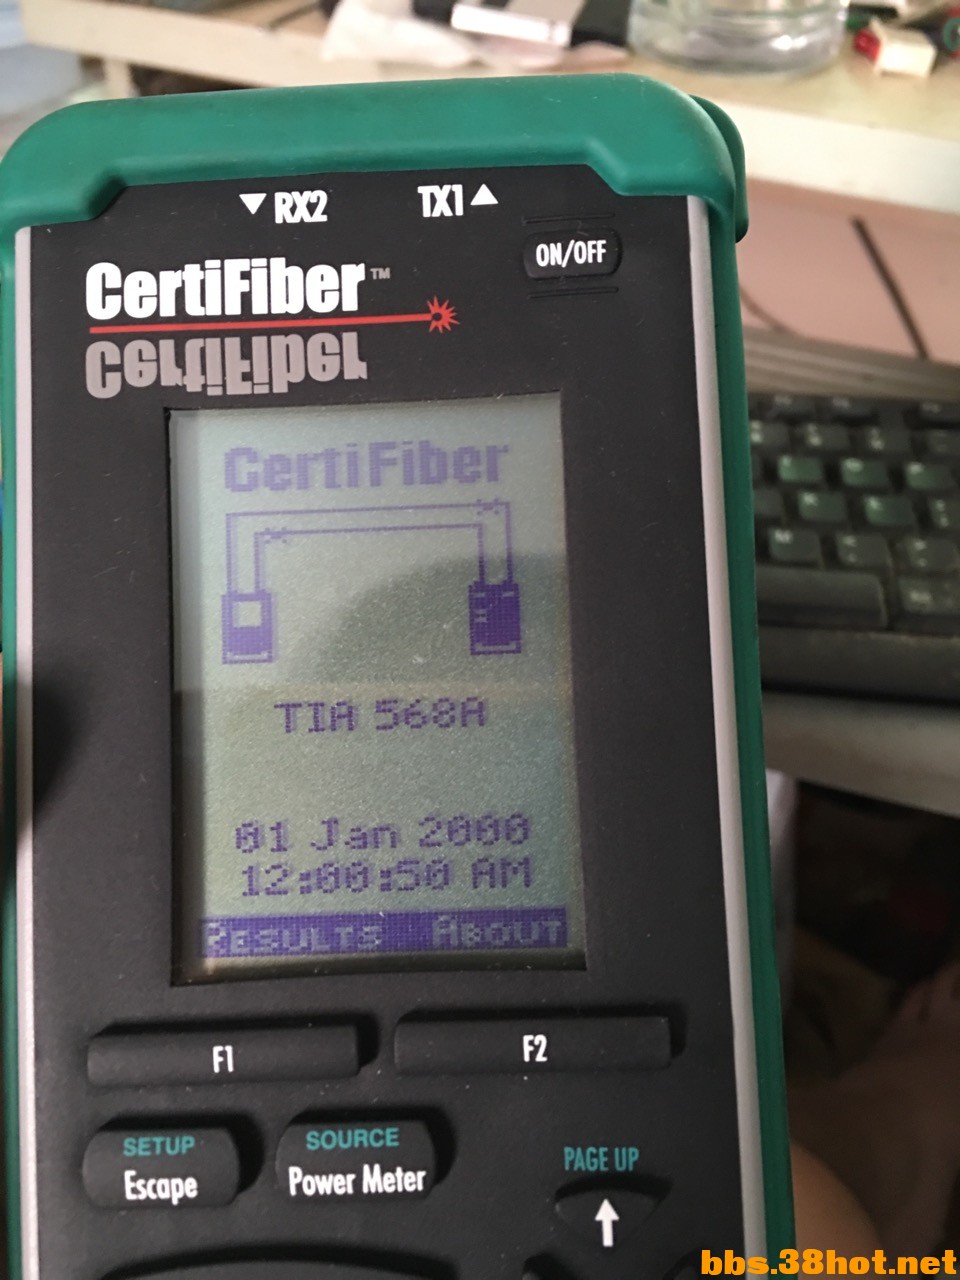 ▼ RX2 TX1 ▲
ON/OFF
CertiFiber™
CertiFiber
CertiFiber
TIA 568A
01 Jan 2000
12:00:50 AM
RESULTS ABOUT
F1 F2
SETUP SOURCE
Escape Power Meter
PAGE UP
↑
bbs.38hot.net